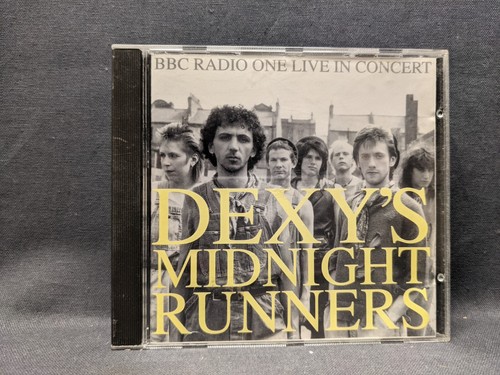 BBC RADIO ONE LIVE IN CONCERT
DEXY'S
MIDNIGHT
RUNNERS